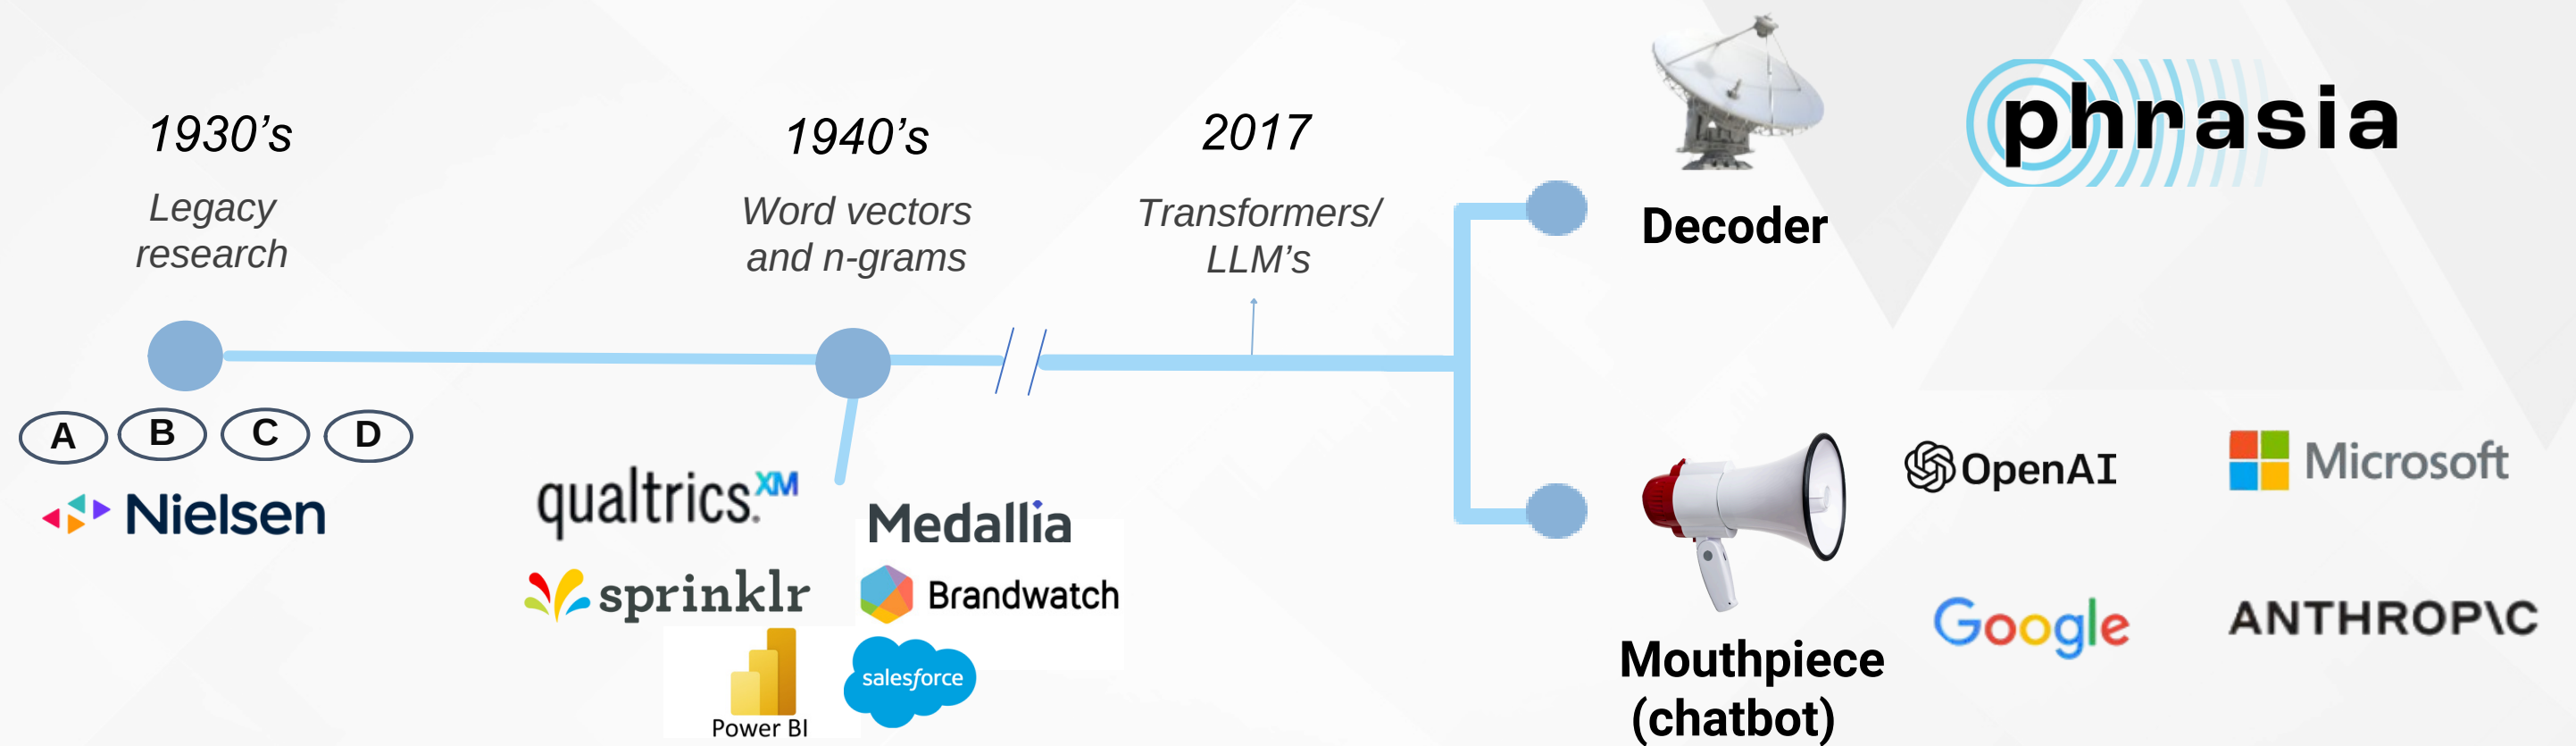 1930’s
Legacy
research
A B C D
Nielsen
1940’s
Word vectors
and n-grams
qualtrics.XM
Medallia
sprinklr
Brandwatch
Power BI
salesforce
2017
Transformers/
LLM’s
Decoder
phrasia
Mouthpiece
(chatbot)
OpenAI
Microsoft
Google
ANTHROP\C